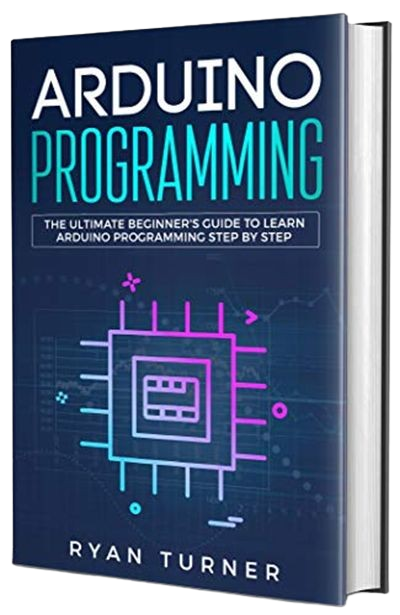 ARDUINO
PROGRAMMING
THE ULTIMATE BEGINNER'S GUIDE TO LEARN
ARDUINO PROGRAMMING STEP BY STEP
RYAN TURNER